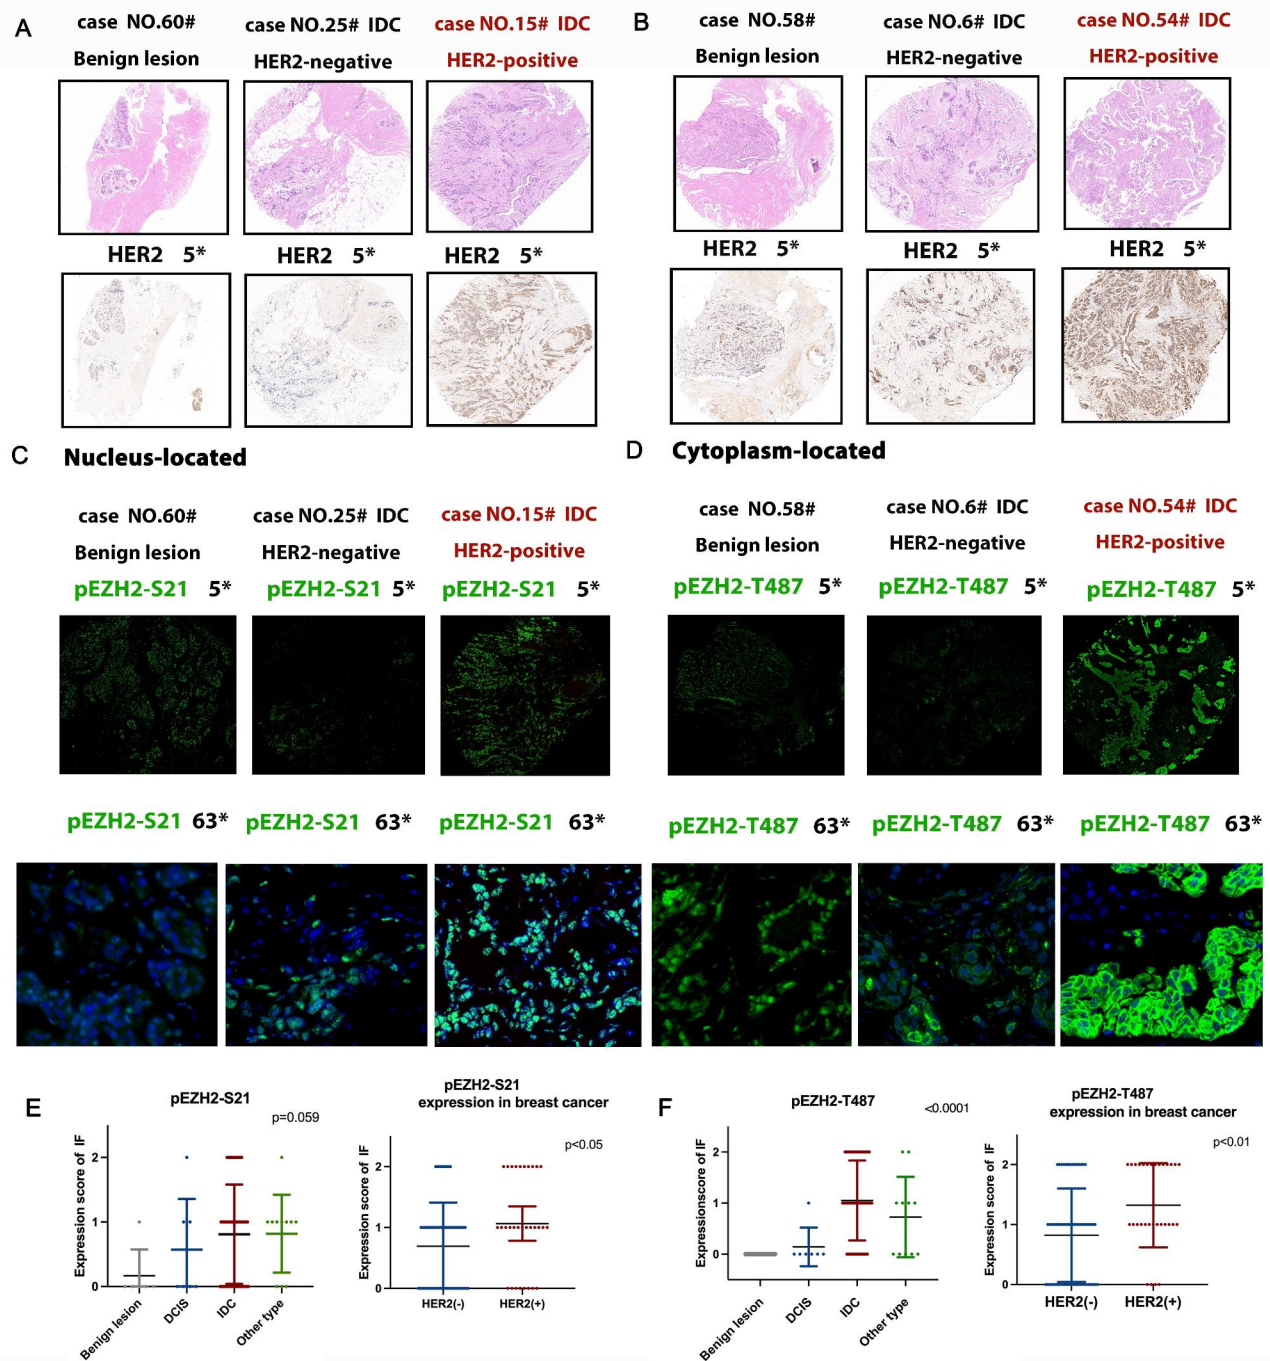 A
case NO.60#
Benign lesion
case NO.25# IDC
HER2-negative
case NO.15# IDC
HER2-positive
HER2 5*
HER2 5*
HER2 5*
B
case NO.58#
Benign lesion
case NO.6# IDC
HER2-negative
case NO.54# IDC
HER2-positive
HER2 5*
HER2 5*
HER2 5*
C
Nucleus-located
case NO.60#
Benign lesion
pEZH2-S21 5*
case NO.25# IDC
HER2-negative
pEZH2-S21 5*
case NO.15# IDC
HER2-positive
pEZH2-S21 5*
pEZH2-S21 63*
pEZH2-S21 63*
pEZH2-S21 63*
D
Cytoplasm-located
case NO.58#
Benign lesion
pEZH2-T487 5*
case NO.6# IDC
HER2-negative
pEZH2-T487 5*
case NO.54# IDC
HER2-positive
pEZH2-T487 5*
pEZH2-T487 63*
pEZH2-T487 63*
pEZH2-T487 63*
E
pEZH2-S21
p=0.059
Expression score of IF
2
1
0
Benign lesion
DCIS
IDC
Other type
pEZH2-S21
expression in breast cancer
p<0.05
Expression score of IF
2
1
0
HER2(-)
HER2(+)
F
pEZH2-T487
<0.0001
Expressionscore of IF
2
1
0
Benign lesion
DCIS
IDC
Other type
pEZH2-T487
expression in breast cancer
p<0.01
Expression score of IF
2
1
0
HER2(-)
HER2(+)